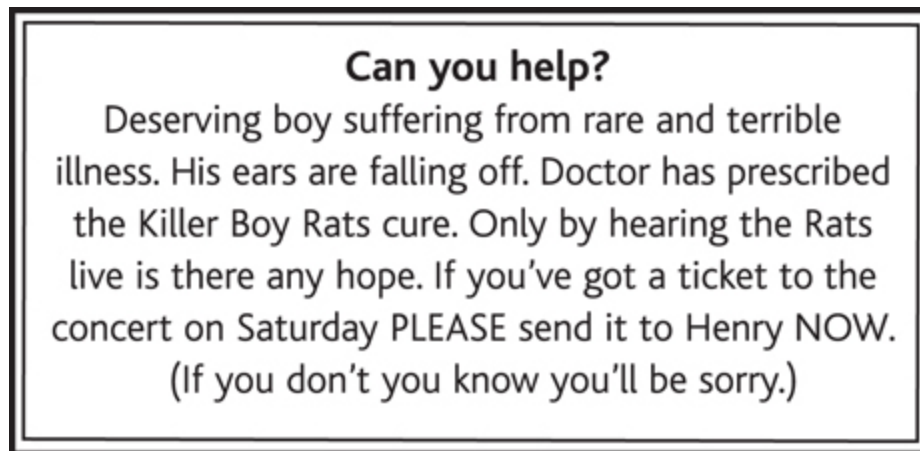 Can you help?
Deserving boy suffering from rare and terrible
illness. His ears are falling off. Doctor has prescribed
the Killer Boy Rats cure. Only by hearing the Rats
live is there any hope. If you’ve got a ticket to the
concert on Saturday PLEASE send it to Henry NOW.
(If you don’t you know you’ll be sorry.)